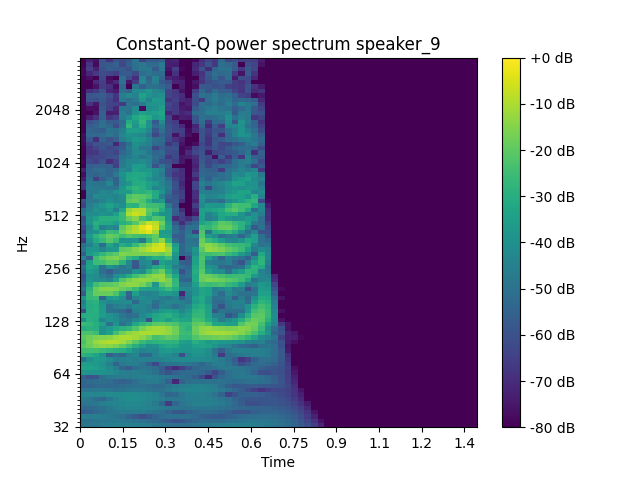 Constant-Q power spectrum speaker_9
+0 dB
-10 dB
-20 dB
-30 dB
-40 dB
-50 dB
-60 dB
-70 dB
-80 dB
Hz
2048
1024
512
256
128
64
32
0 0.15 0.3 0.45 0.6 0.75 0.9 1.1 1.2 1.4
Time